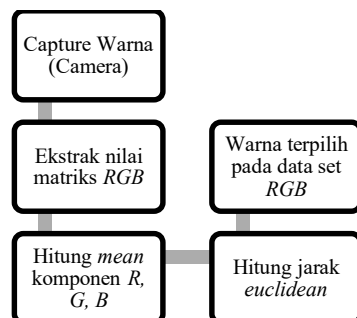 Capture Warna
(Camera)
Ekstrak nilai
matriks RGB
Hitung mean
komponen R,
G, B
Hitung jarak
euclidean
Warna terpilih
pada data set
RGB